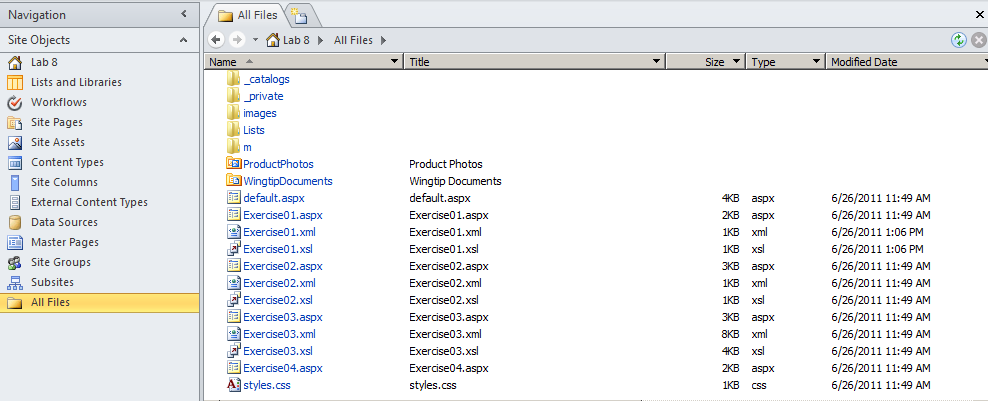 Navigation
Site Objects
Lab 8
Lists and Libraries
Workflows
Site Pages
Site Assets
Content Types
Site Columns
External Content Types
Data Sources
Master Pages
Site Groups
Subsites
All Files
All Files
Lab 8 All Files
Name Title Size Type Modified Date
_catalogs
_private
images
Lists
m
ProductPhotos Product Photos
WingtipDocuments Wingtip Documents
default.aspx default.aspx 4KB aspx 6/26/2011 11:49 AM
Exercise01.aspx Exercise01.aspx 2KB aspx 6/26/2011 11:49 AM
Exercise01.xml Exercise01.xml 1KB xml 6/26/2011 1:06 PM
Exercise01.xsl Exercise01.xsl 1KB xsl 6/26/2011 1:06 PM
Exercise02.aspx Exercise02.aspx 3KB aspx 6/26/2011 11:49 AM
Exercise02.xml Exercise02.xml 1KB xml 6/26/2011 11:49 AM
Exercise02.xsl Exercise02.xsl 1KB xsl 6/26/2011 11:49 AM
Exercise03.aspx Exercise03.aspx 3KB aspx 6/26/2011 11:49 AM
Exercise03.xml Exercise03.xml 8KB xml 6/26/2011 11:49 AM
Exercise03.xsl Exercise03.xsl 4KB xsl 6/26/2011 11:49 AM
Exercise04.aspx Exercise04.aspx 2KB aspx 6/26/2011 11:49 AM
styles.css styles.css 1KB css 6/26/2011 11:49 AM